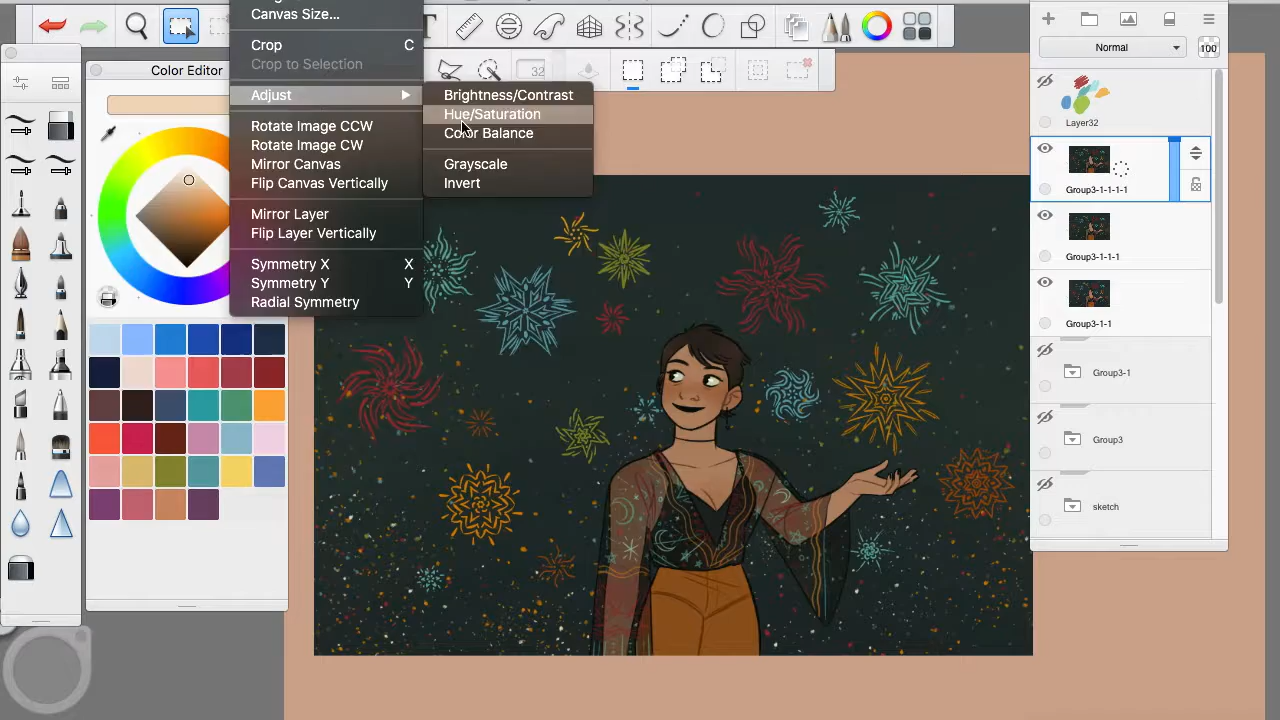 Canvas Size...
Crop C
Crop to Selection
Adjust
Rotate Image CCW
Rotate Image CW
Mirror Canvas
Flip Canvas Vertically
Mirror Layer
Flip Layer Vertically
Symmetry X X
Symmetry Y Y
Radial Symmetry
Brightness/Contrast
Hue/Saturation
Color Balance
Grayscale
Invert
Color Editor
T
32
Normal
100
Layer32
Group3-1-1-1-1
Group3-1-1-1
Group3-1-1
Group3-1
Group3
sketch